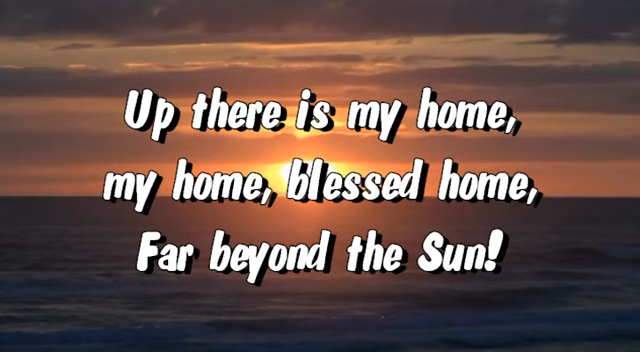 Up there is my home,
my home, blessed home,
Far beyond the Sun!